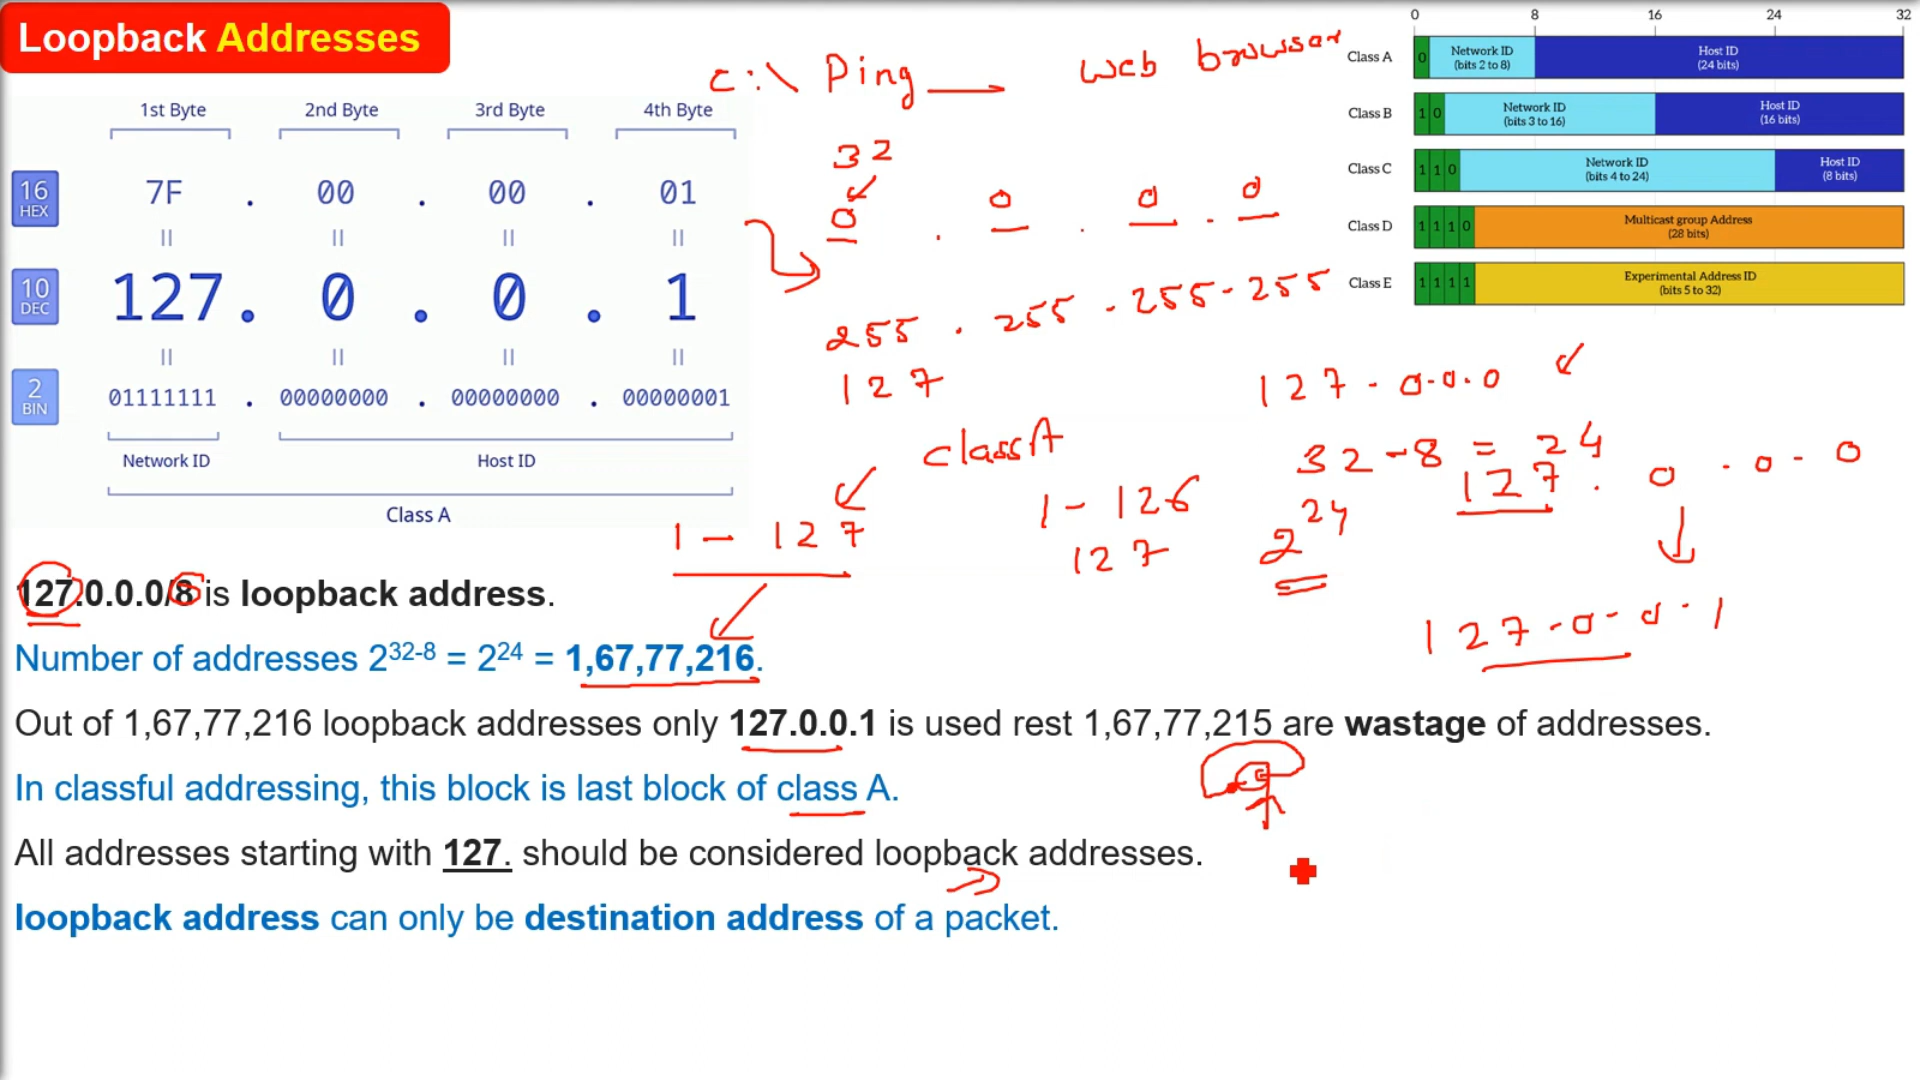 Loopback Addresses
c:\ Ping web browser
0 8 16 24 32
Class A 0 Network ID (bits 2 to 8) Host ID (24 bits)
Class B 1 0 Network ID (bits 3 to 16) Host ID (16 bits)
Class C 1 1 0 Network ID (bits 4 to 24) Host ID (8 bits)
Class D 1 1 1 0 Multicast group Address (28 bits)
Class E 1 1 1 1 Experimental Address ID (bits 5 to 32)
1st Byte 2nd Byte 3rd Byte 4th Byte
16 HEX 7F . 00 . 00 . 01
= = = =
10 DEC 127 . 0 . 0 . 1
= = = =
2 BIN 01111111 . 00000000 . 00000000 . 00000001
Network ID Host ID
Class A
32
0 . 0 . 0 . 0
255 . 255 . 255 . 255
127
127.0.0.0
class A
32 - 8 = 24
127 . 0 . 0 . 0
1 - 127
1 - 126
127
2^24
127.0.0.1
127.0.0.0/8 is loopback address.
Number of addresses 2^32-8 = 2^24 = 1,67,77,216.
Out of 1,67,77,216 loopback addresses only 127.0.0.1 is used rest 1,67,77,215 are wastage of addresses.
In classful addressing, this block is last block of class A.
All addresses starting with 127. should be considered loopback addresses.
loopback address can only be destination address of a packet.